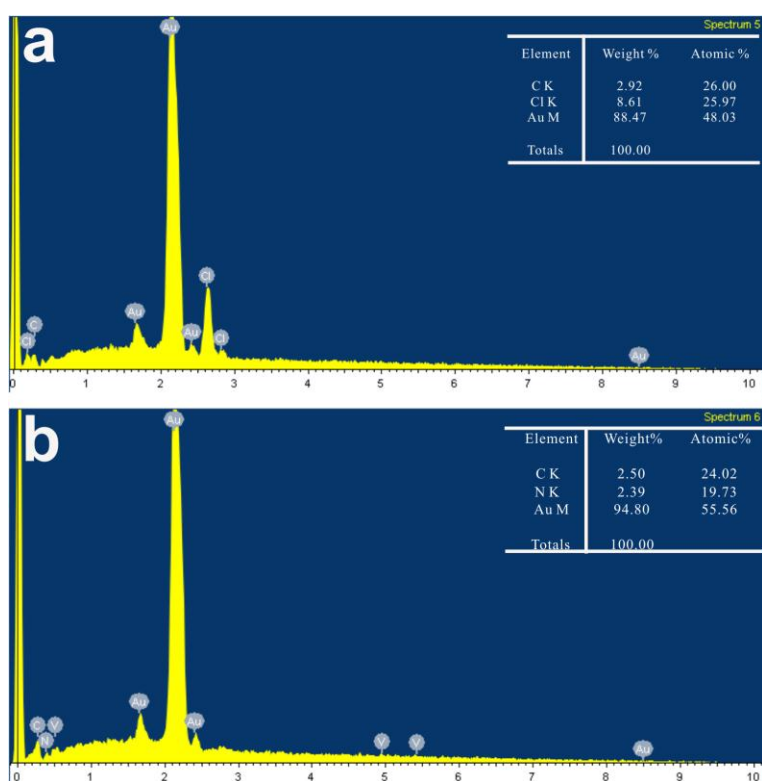 a
Spectrum 5
Element Weight % Atomic %
C K 2.92 26.00
Cl K 8.61 25.97
Au M 88.47 48.03
Totals 100.00
Au
Cl
Au
Au
C
Cl
Cl
Au
0 1 2 3 4 5 6 7 8 9 10
b
Spectrum 6
Element Weight% Atomic%
C K 2.50 24.02
N K 2.39 19.73
Au M 94.80 55.56
Totals 100.00
Au
Au
Au
C V
N
V V
Au
0 1 2 3 4 5 6 7 8 9 10